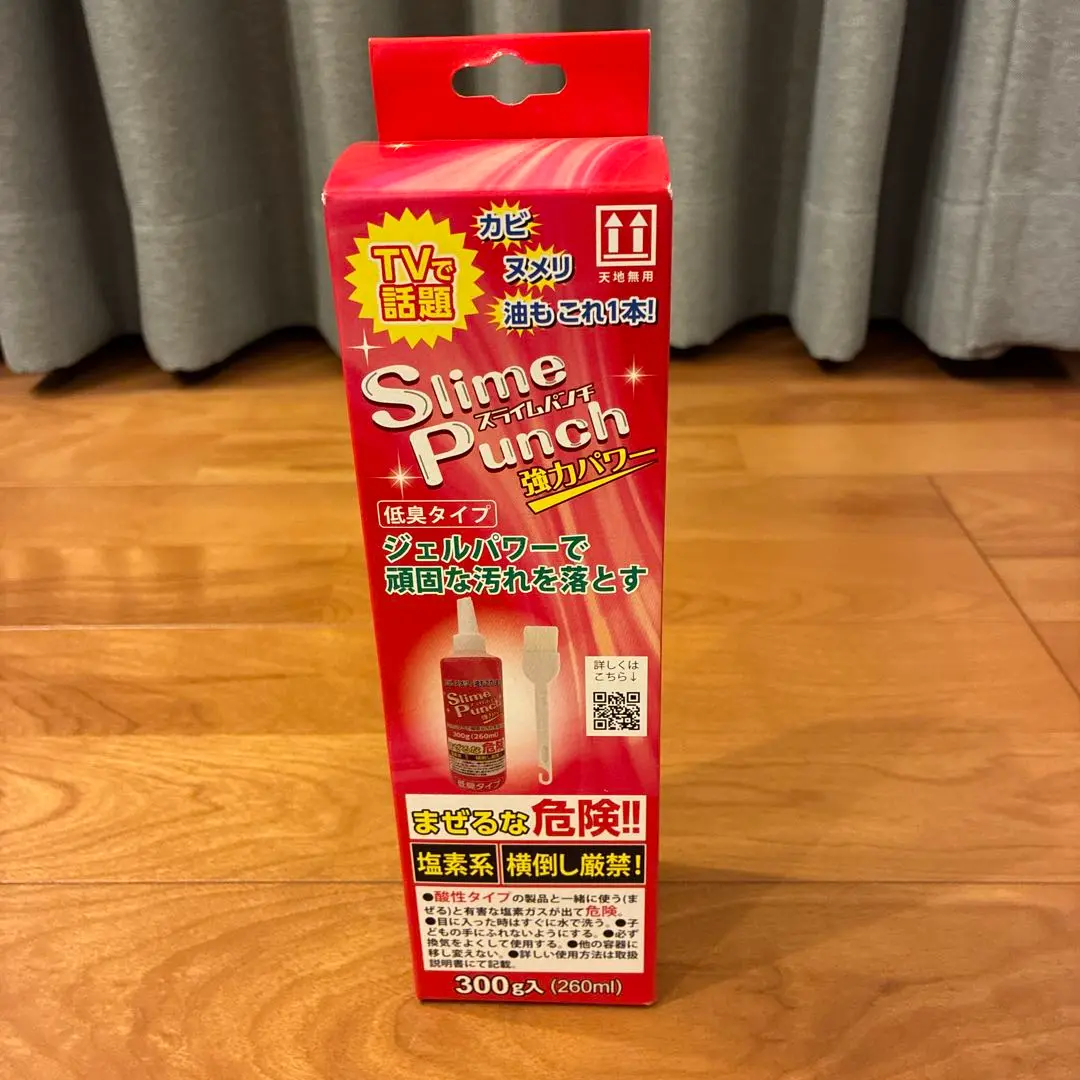 TVで
話題
カビ
ヌメリ
油もこれ1本!
天地無用
Slime
スライムパンチ
Punch
強力パワー
低臭タイプ
ジェルパワーで
頑固な汚れを落とす
Slime
Punch
強力パワー
300g(260ml)
まぜるな 危険
低臭タイプ
詳しくは
こちら↓
まぜるな 危険!!
塩素系 横倒し厳禁!
●酸性タイプの製品と一緒に使う(ま
ぜる)と有害な塩素ガスが出て危険。
●目に入った時はすぐに水で洗う。●子
どもの手にふれないようにする。●必ず
換気をよくして使用する。●他の容器に
移し変えない。●詳しい使用方法は取扱
説明書にて記載。
300g入(260ml)